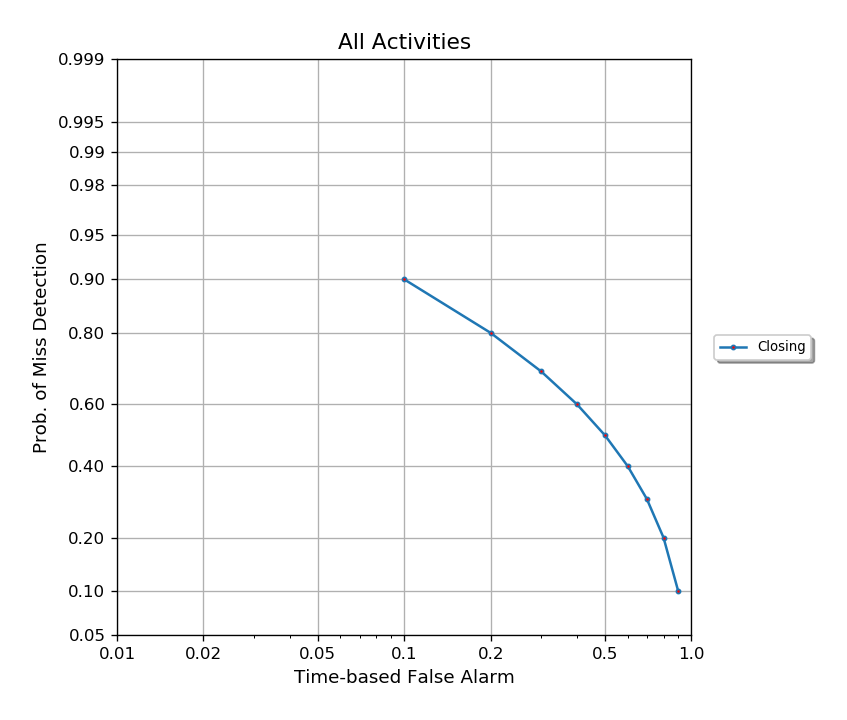 All Activities
0.999
0.995
0.99
0.98
0.95
0.90
0.80
0.60
0.40
0.20
0.10
0.05
Prob. of Miss Detection
0.01 0.02 0.05 0.1 0.2 0.5 1.0
Time-based False Alarm
Closing